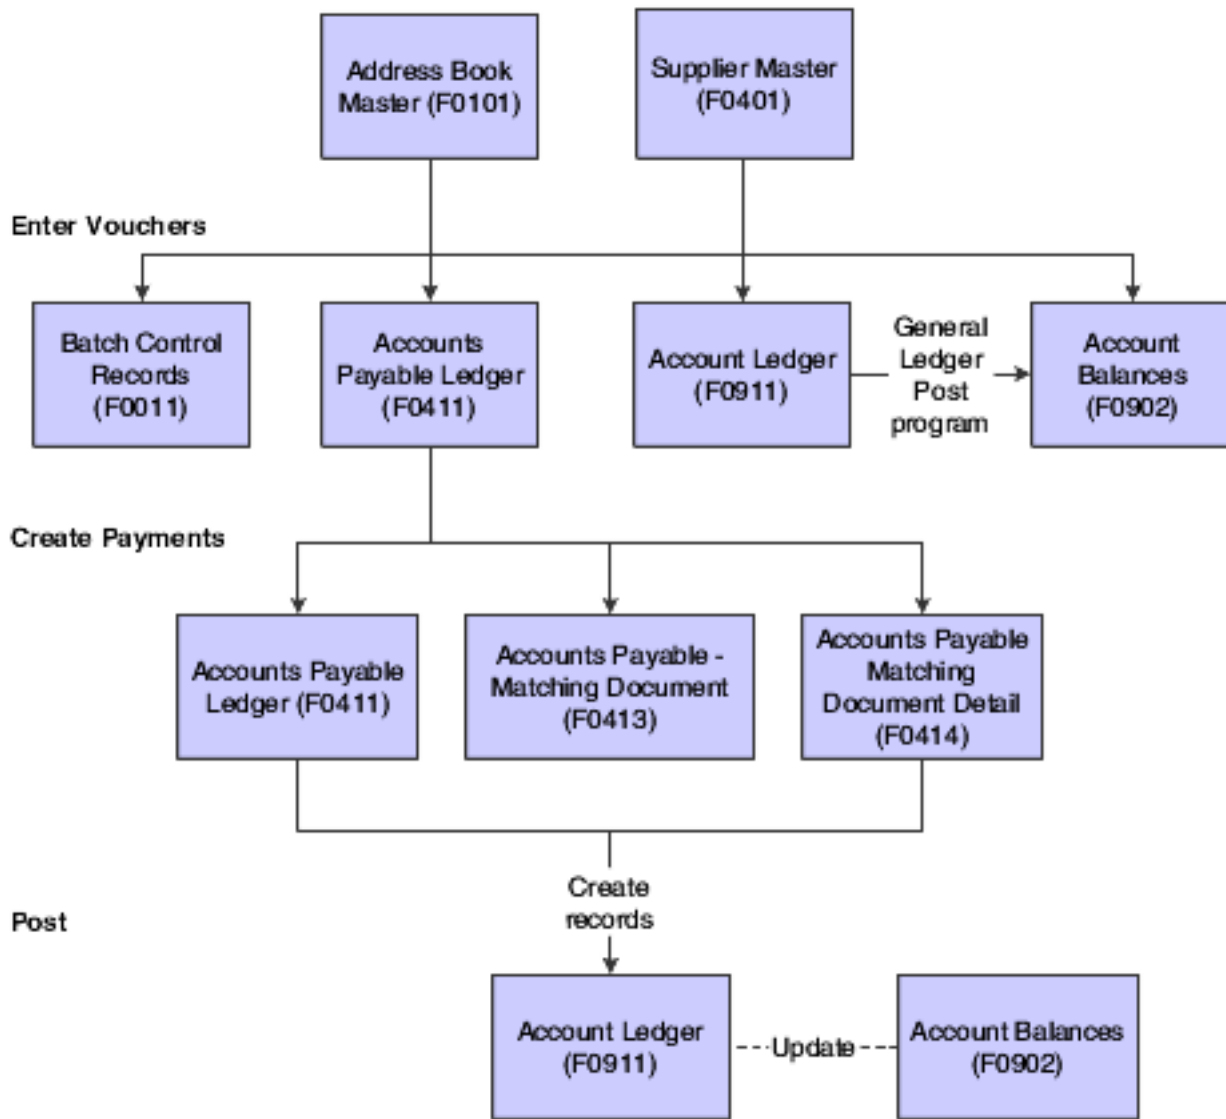 Address Book
Master (F0101)
Supplier Master
(F0401)
Enter Vouchers
Batch Control
Records
(F0011)
Accounts
Payable Ledger
(F0411)
Account Ledger
(F0911)
General
Ledger
Post
program
Account
Balances
(F0902)
Create Payments
Accounts Payable
Ledger (F0411)
Accounts Payable -
Matching Document
(F0413)
Accounts Payable
Matching
Document Detail
(F0414)
Create
records
Post
Account Ledger
(F0911)
Update
Account Balances
(F0902)